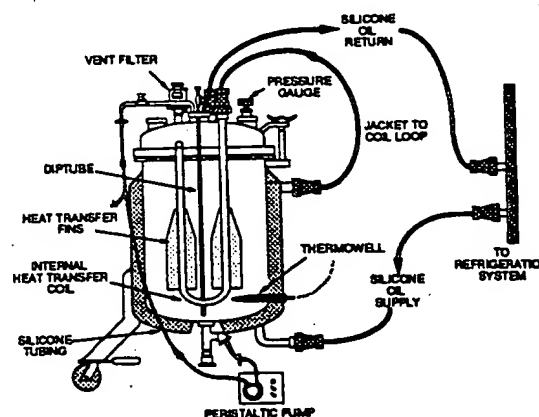 SILICONE
OIL
RETURN
VENT FILTER
PRESSURE
GAUGE
JACKET TO
COIL LOOP
DIPTUBE
HEAT TRANSFER
FINS
THERMOWELL
INTERNAL
HEAT TRANSFER
COIL
TO
REFRIGERATION
SYSTEM
SILICONE
OIL
SUPPLY
SILICONE
TUBING
PERISTALTIC PUMP